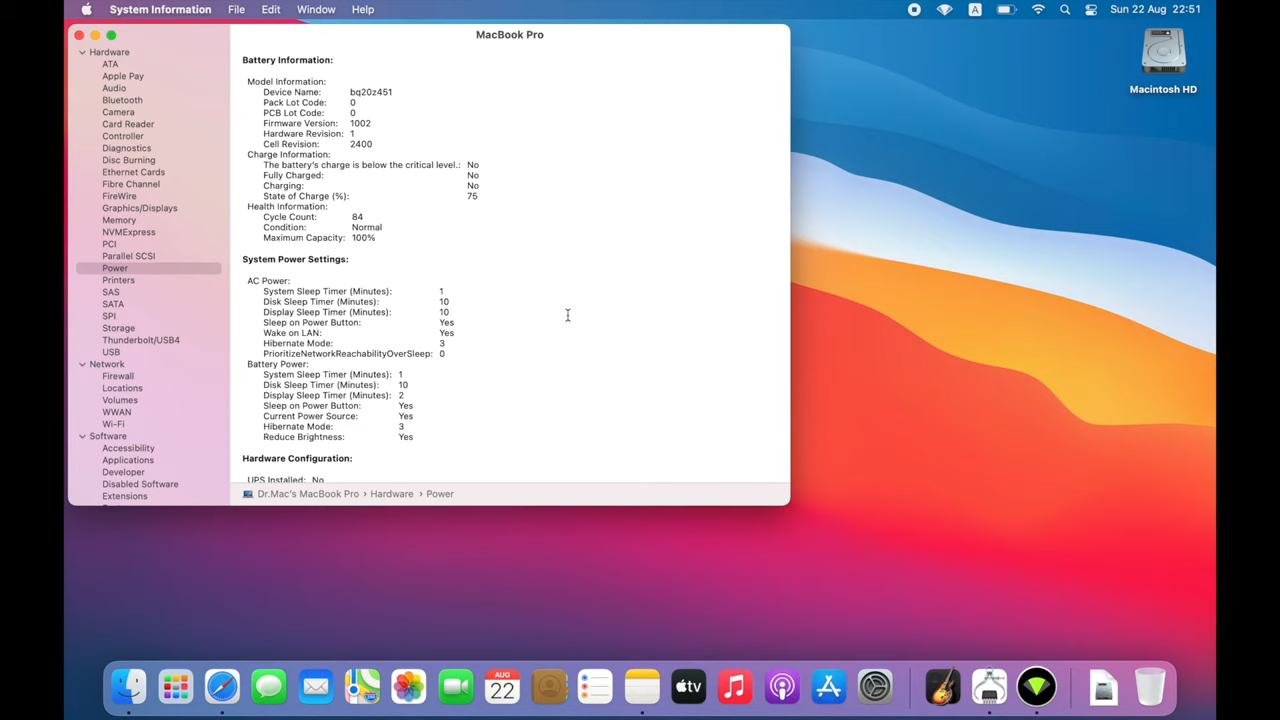 System Information File Edit Window Help
A
Sun 22 Aug 22:51
MacBook Pro
Hardware
ATA
Apple Pay
Audio
Bluetooth
Camera
Card Reader
Controller
Diagnostics
Disc Burning
Ethernet Cards
Fibre Channel
FireWire
Graphics/Displays
Memory
NVMExpress
PCI
Parallel SCSI
Power
Printers
SAS
SATA
SPI
Storage
Thunderbolt/USB4
USB
Network
Firewall
Locations
Volumes
WWAN
Wi-Fi
Software
Accessibility
Applications
Developer
Disabled Software
Extensions
Battery Information:
Model Information:
Device Name: bq20z451
Pack Lot Code: 0
PCB Lot Code: 0
Firmware Version: 1002
Hardware Revision: 1
Cell Revision: 2400
Charge Information:
The battery's charge is below the critical level.: No
Fully Charged: No
Charging: No
State of Charge (%): 75
Health Information:
Cycle Count: 84
Condition: Normal
Maximum Capacity: 100%
System Power Settings:
AC Power:
System Sleep Timer (Minutes): 1
Disk Sleep Timer (Minutes): 10
Display Sleep Timer (Minutes): 10
Sleep on Power Button: Yes
Wake on LAN: Yes
Hibernate Mode: 3
PrioritizeNetworkReachabilityOverSleep: 0
Battery Power:
System Sleep Timer (Minutes): 1
Disk Sleep Timer (Minutes): 10
Display Sleep Timer (Minutes): 2
Sleep on Power Button: Yes
Current Power Source: Yes
Hibernate Mode: 3
Reduce Brightness: Yes
Hardware Configuration:
UPS Installed: No
Dr.Mac's MacBook Pro › Hardware › Power
Macintosh HD
AUG
22
tv